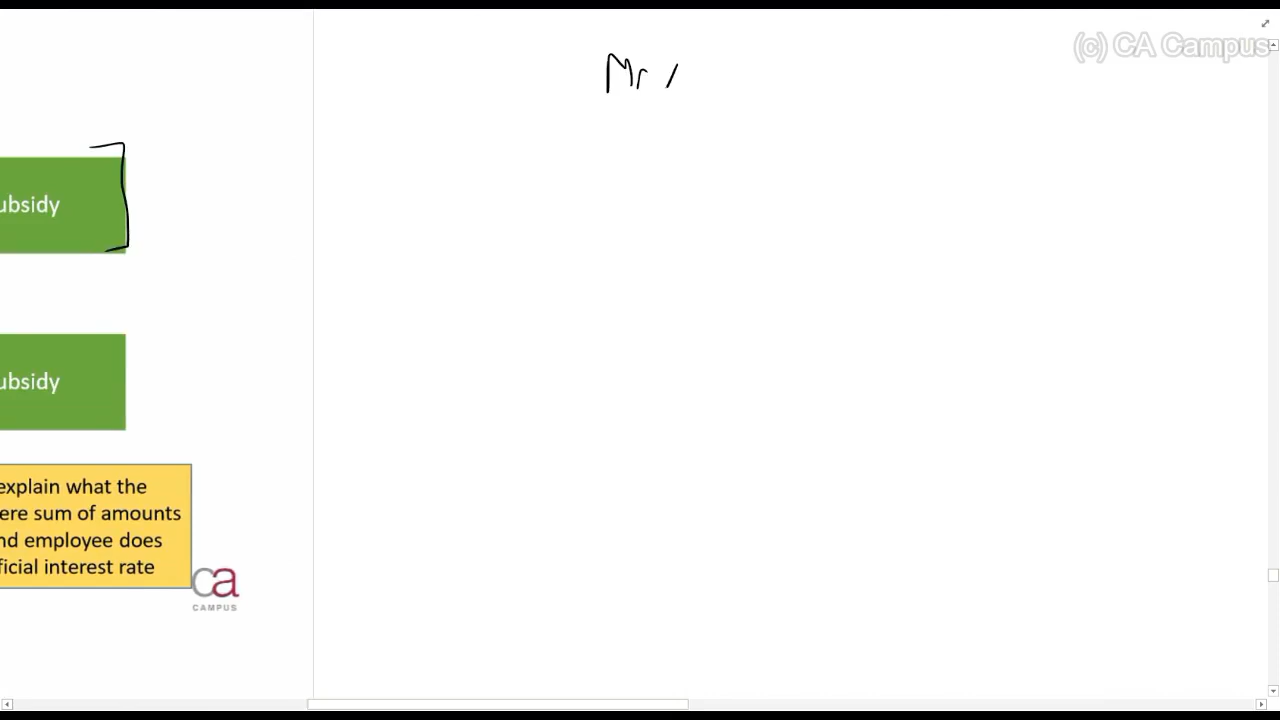 (c) CA Campus
Mr
ubsidy
ubsidy
explain what the
ere sum of amounts
nd employee does
ficial interest rate
ca
CAMPUS